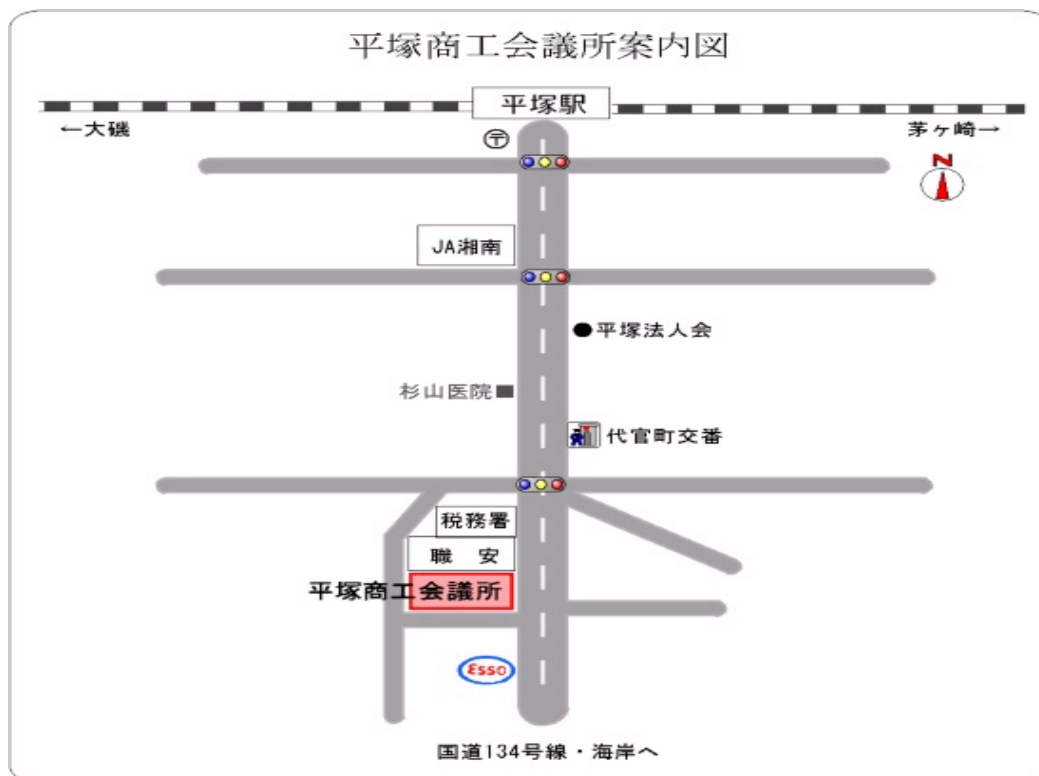 平塚商工会議所案内図
平塚駅
←大磯
茅ヶ崎→
〒
N
JA湘南
●平塚法人会
杉山医院
代官町交番
税務署
職 安
平塚商工会議所
Esso
国道134号線・海岸へ